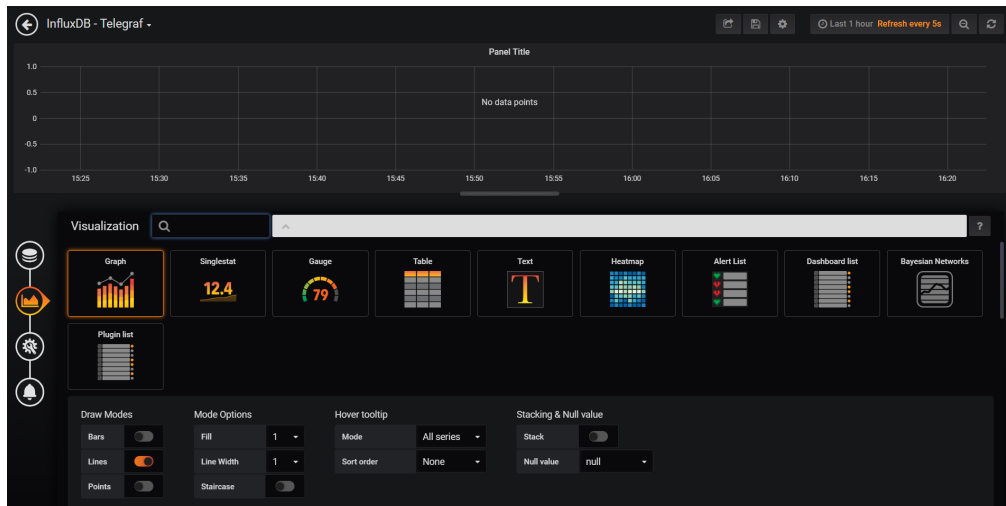 InfluxDB - Telegraf
Last 1 hour Refresh every 5s
Panel Title
1.0
0.5
0
-0.5
-1.0
No data points
15:25 15:30 15:35 15:40 15:45 15:50 15:55 16:00 16:05 16:10 16:15 16:20
Visualization ?
Graph Singlestat Gauge Table Text Heatmap Alert List Dashboard list Bayesian Networks
12.4 79 T
Plugin list
Draw Modes Mode Options Hover tooltip Stacking & Null value
Bars Fill 1 Mode All series Stack
Lines Line Width 1 Sort order None Null value null
Points Staircase